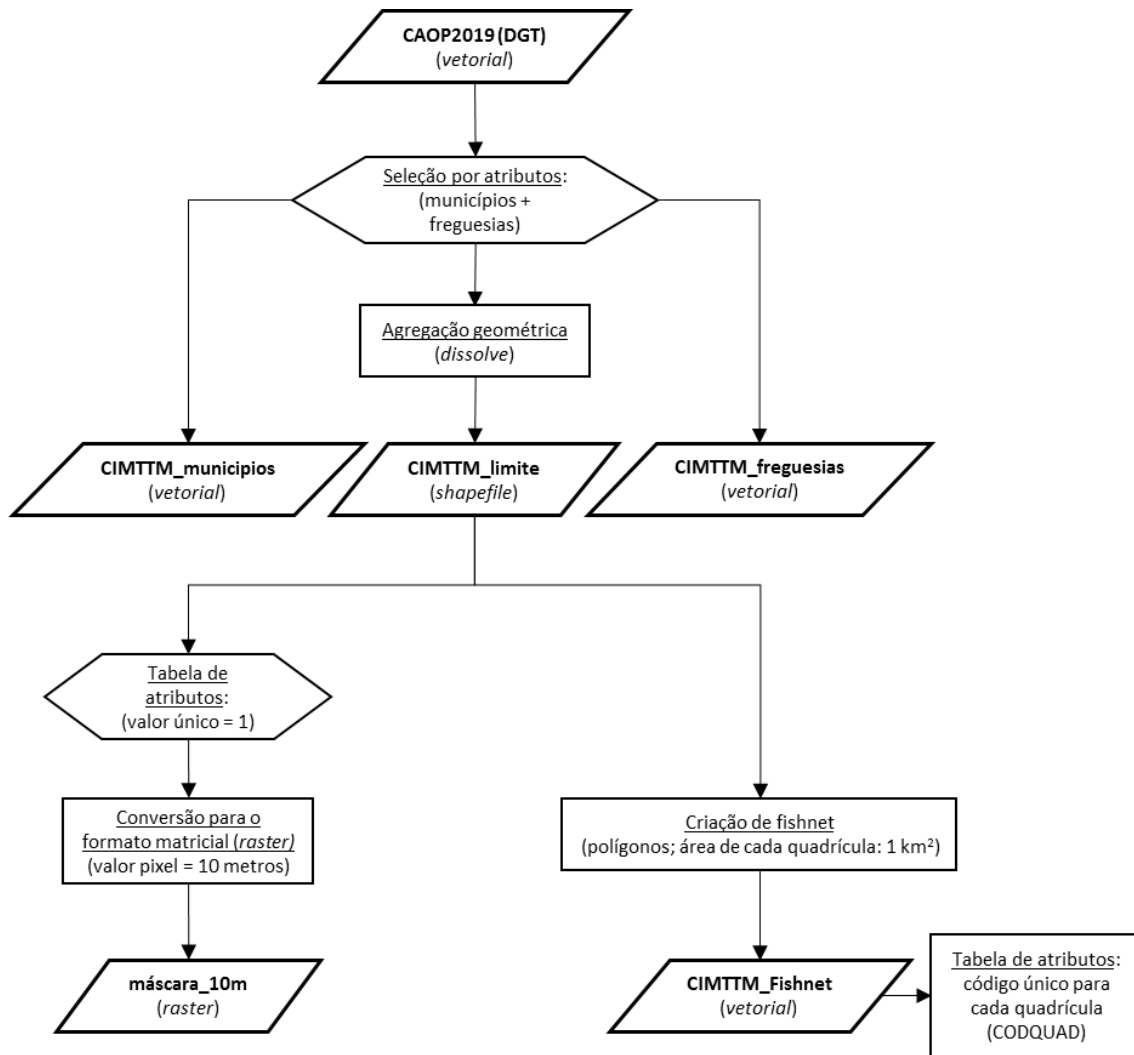 CAOP2019 (DGT)
(vetorial)
Seleção por atributos:
(municípios +
freguesias)
Agregação geométrica
(dissolve)
CIMTTM_municipios
(vetorial)
CIMTTM_limite
(shapefile)
CIMTTM_freguesias
(vetorial)
Tabela de
atributos:
(valor único = 1)
Conversão para o
formato matricial (raster)
(valor pixel = 10 metros)
Criação de fishnet
(polígonos; área de cada quadrícula: 1 km²)
máscara_10m
(raster)
CIMTTM_Fishnet
(vetorial)
Tabela de atributos:
código único para
cada quadrícula
(CODQUAD)